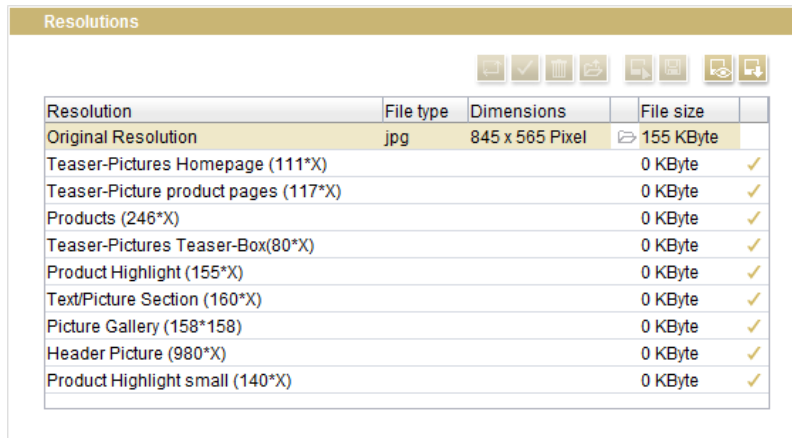 Resolutions
Resolution File type Dimensions File size
Original Resolution jpg 845 x 565 Pixel 155 KByte
Teaser-Pictures Homepage (111*X) 0 KByte
Teaser-Picture product pages (117*X) 0 KByte
Products (246*X) 0 KByte
Teaser-Pictures Teaser-Box(80*X) 0 KByte
Product Highlight (155*X) 0 KByte
Text/Picture Section (160*X) 0 KByte
Picture Gallery (158*158) 0 KByte
Header Picture (980*X) 0 KByte
Product Highlight small (140*X) 0 KByte